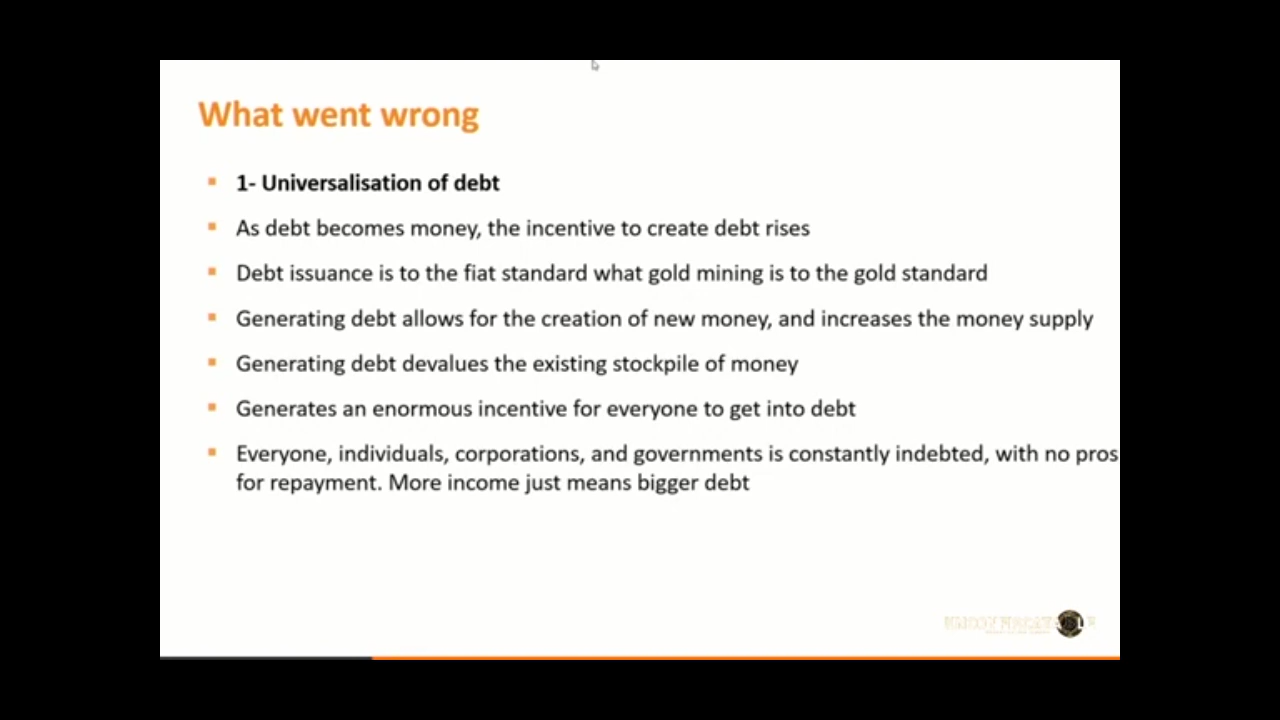 What went wrong
1- Universalisation of debt
As debt becomes money, the incentive to create debt rises
Debt issuance is to the fiat standard what gold mining is to the gold standard
Generating debt allows for the creation of new money, and increases the money supply
Generating debt devalues the existing stockpile of money
Generates an enormous incentive for everyone to get into debt
Everyone, individuals, corporations, and governments is constantly indebted, with no pros
for repayment. More income just means bigger debt